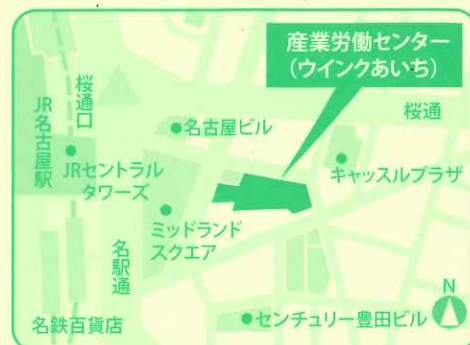 産業労働センター
(ウインクあいち)
桜通口
JR名古屋駅
桜通
名古屋ビル
JRセントラル
タワーズ
キャッスルプラザ
ミッドランド
スクエア
名駅通
N
名鉄百貨店
センチュリー豊田ビル